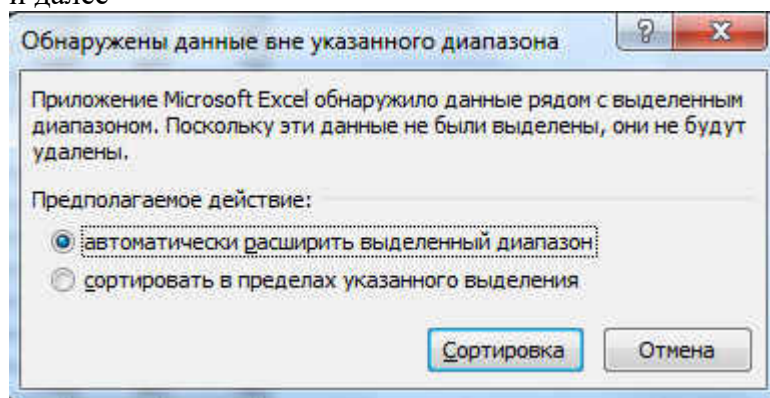 и далее
Обнаружены данные вне указанного диапазона
Приложение Microsoft Excel обнаружило данные рядом с выделенным
диапазоном. Поскольку эти данные не были выделены, они не будут
удалены.
Предполагаемое действие:
автоматически расширить выделенный диапазон
сортировать в пределах указанного выделения
Сортировка Отмена